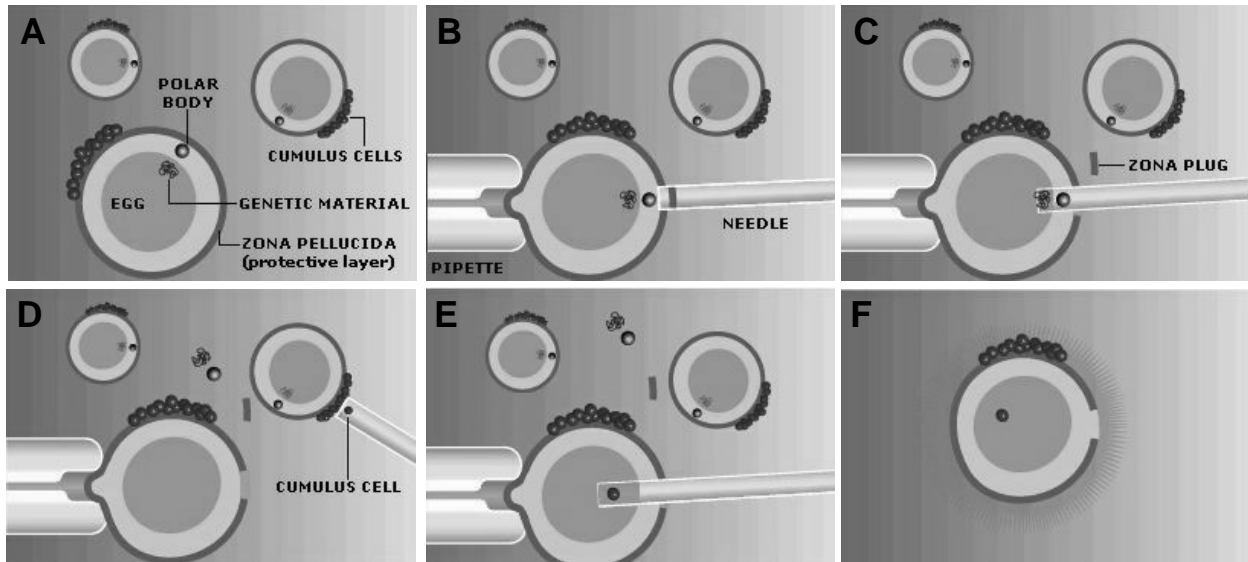 A
POLAR
BODY
CUMULUS CELLS
EGG
GENETIC MATERIAL
ZONA PELLUCIDA
(protective layer)
B
NEEDLE
PIPETTE
C
ZONA PLUG
D
CUMULUS CELL
E
F